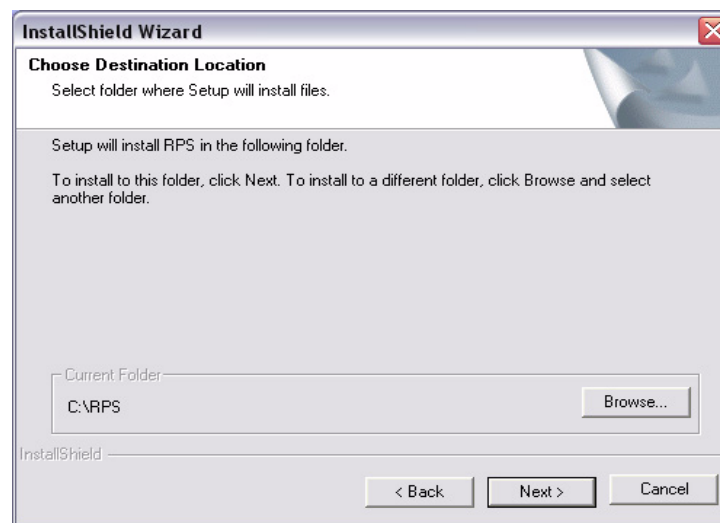 InstallShield Wizard
Choose Destination Location
Select folder where Setup will install files.
Setup will install RPS in the following folder.
To install to this folder, click Next. To install to a different folder, click Browse and select
another folder.
Current Folder
C:\RPS
Browse...
InstallShield
< Back
Next >
Cancel